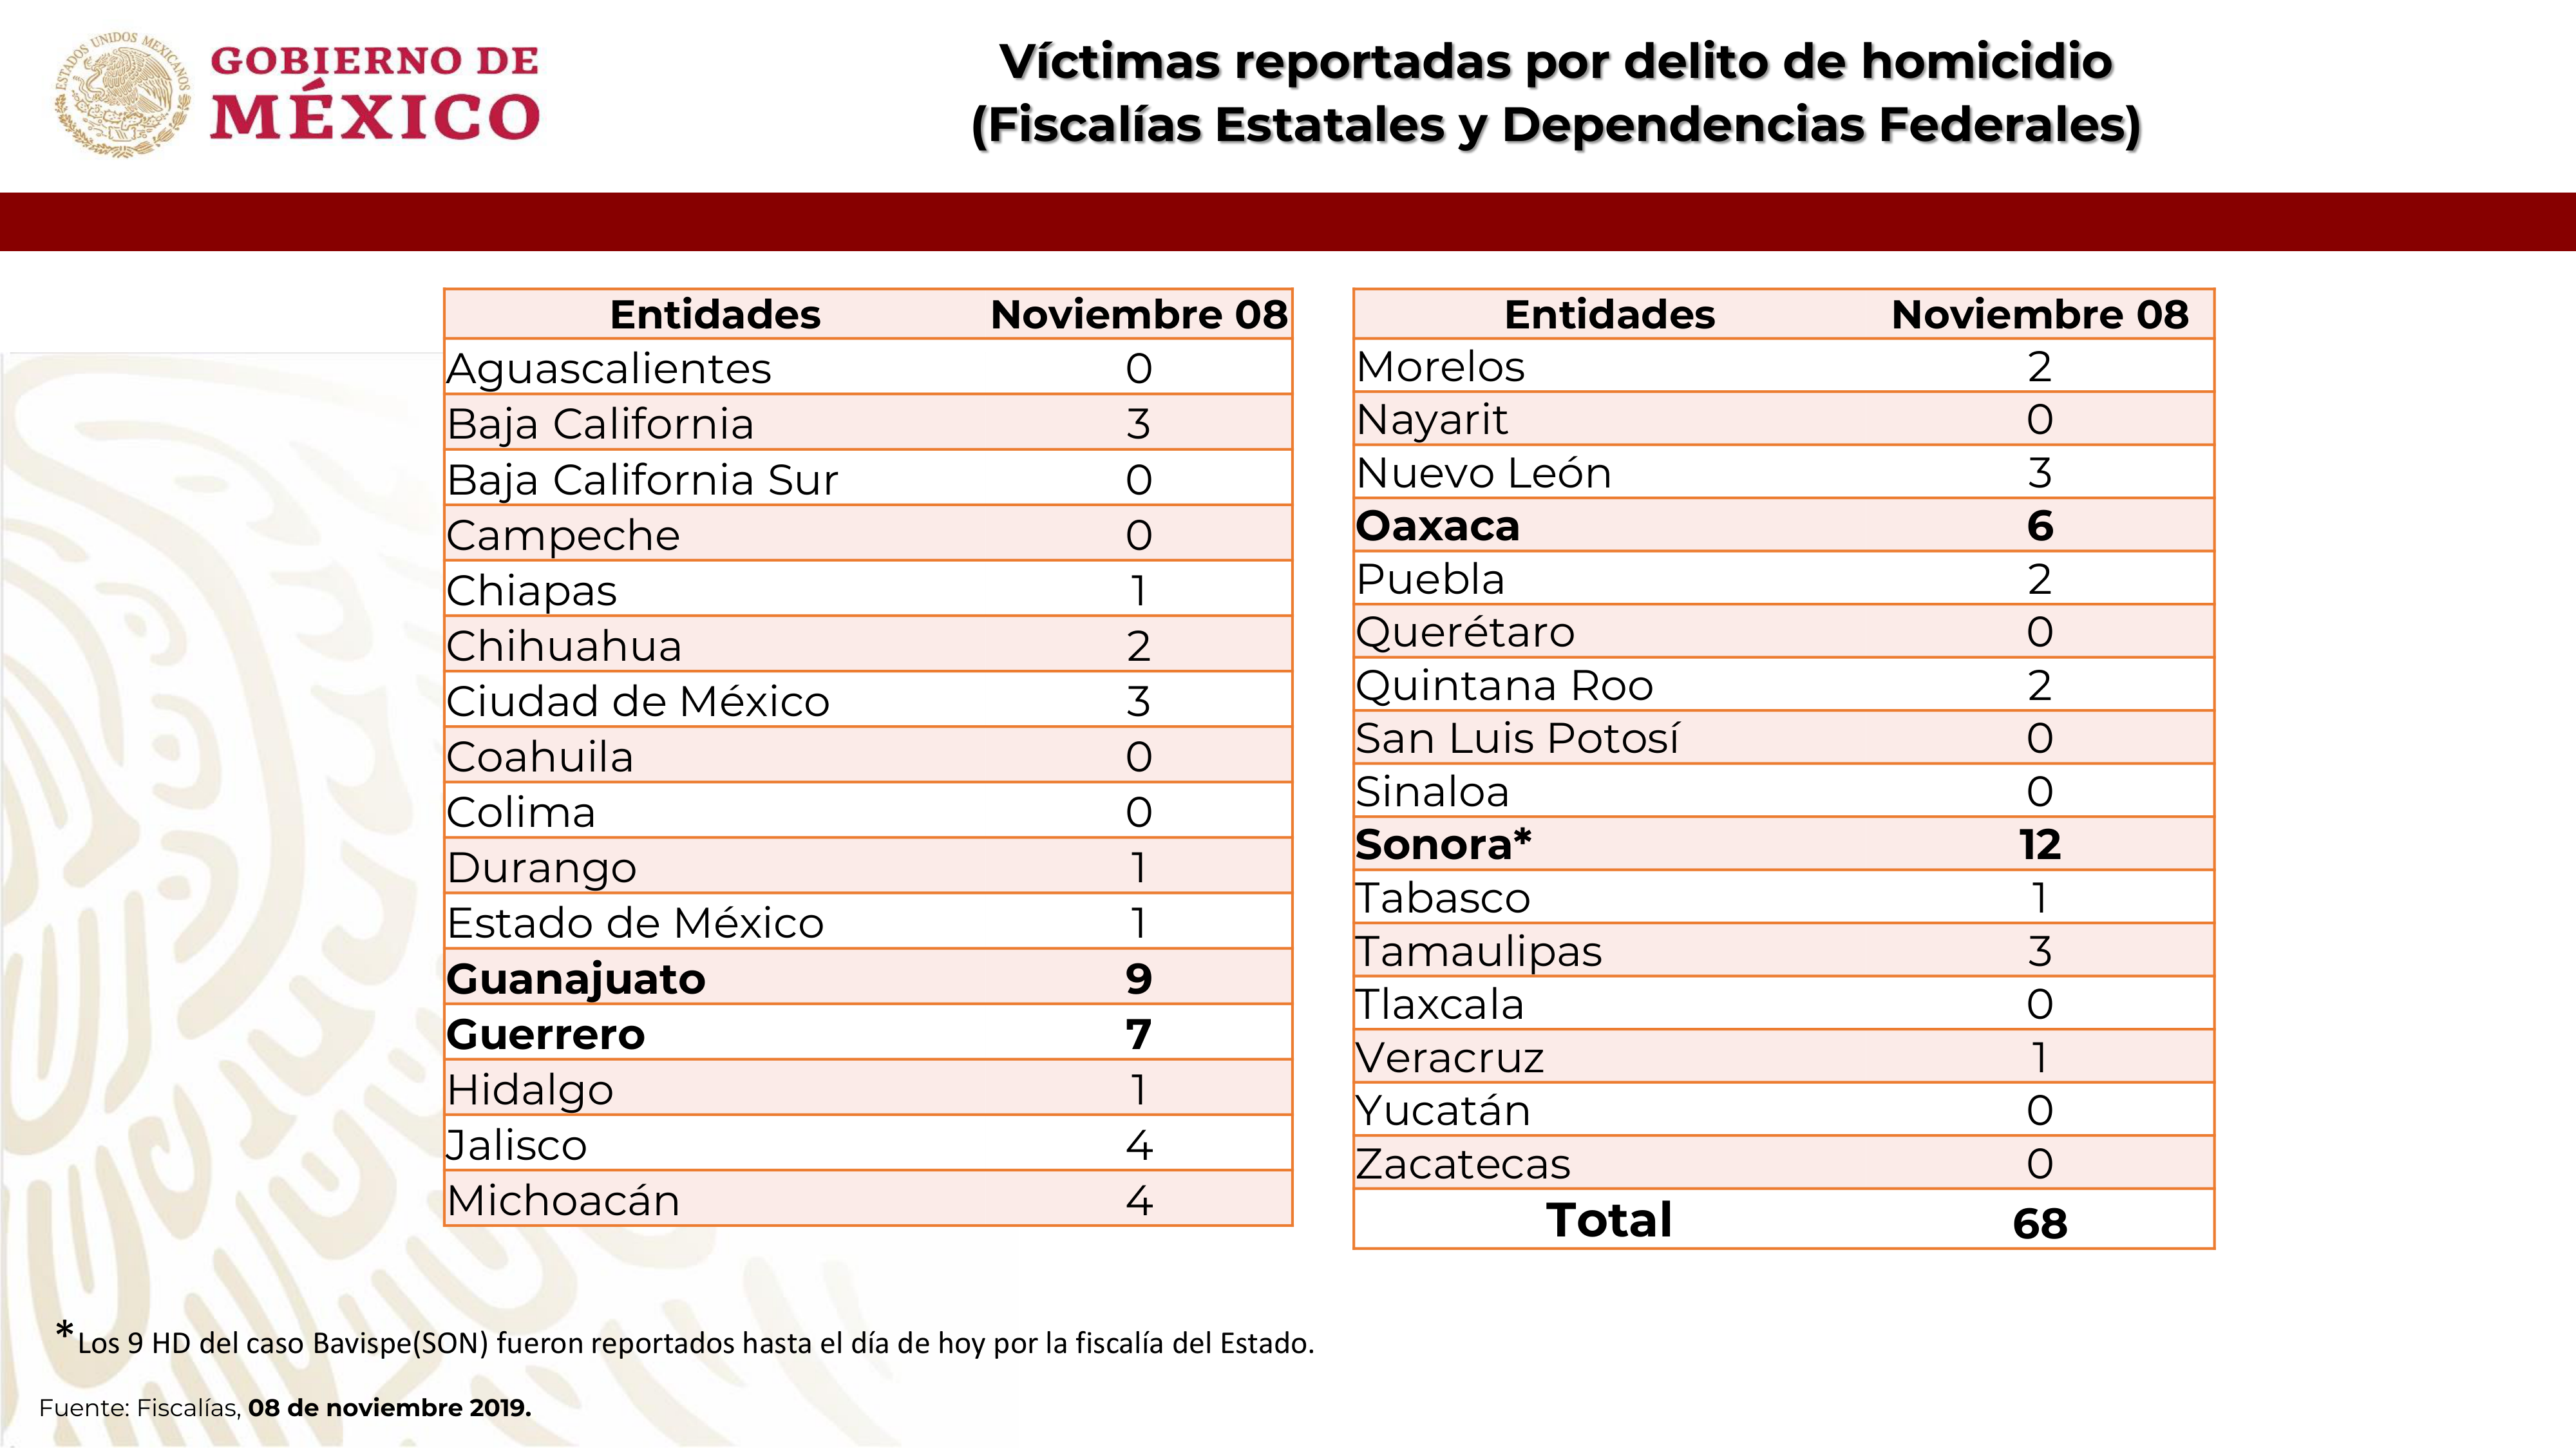 ESTADOS UNIDOS MEXICANOS
GOBIERNO DE
MÉXICO
Víctimas reportadas por delito de homicidio
(Fiscalías Estatales y Dependencias Federales)
Entidades Noviembre 08
Aguascalientes 0
Baja California 3
Baja California Sur 0
Campeche 0
Chiapas 1
Chihuahua 2
Ciudad de México 3
Coahuila 0
Colima 0
Durango 1
Estado de México 1
Guanajuato 9
Guerrero 7
Hidalgo 1
Jalisco 4
Michoacán 4
Entidades Noviembre 08
Morelos 2
Nayarit 0
Nuevo León 3
Oaxaca 6
Puebla 2
Querétaro 0
Quintana Roo 2
San Luis Potosí 0
Sinaloa 0
Sonora* 12
Tabasco 1
Tamaulipas 3
Tlaxcala 0
Veracruz 1
Yucatán 0
Zacatecas 0
Total 68
*Los 9 HD del caso Bavispe(SON) fueron reportados hasta el día de hoy por la fiscalía del Estado.
Fuente: Fiscalías, 08 de noviembre 2019.